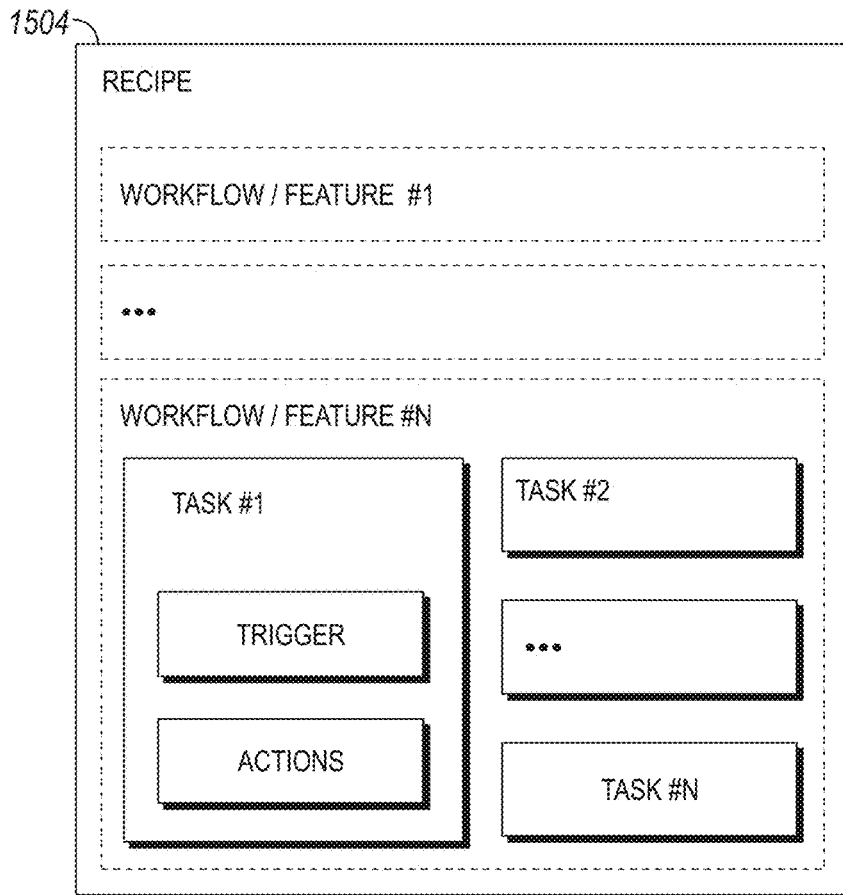 1504
RECIPE
WORKFLOW / FEATURE #1
•••
WORKFLOW / FEATURE #N
TASK #1
TRIGGER
ACTIONS
TASK #2
•••
TASK #N